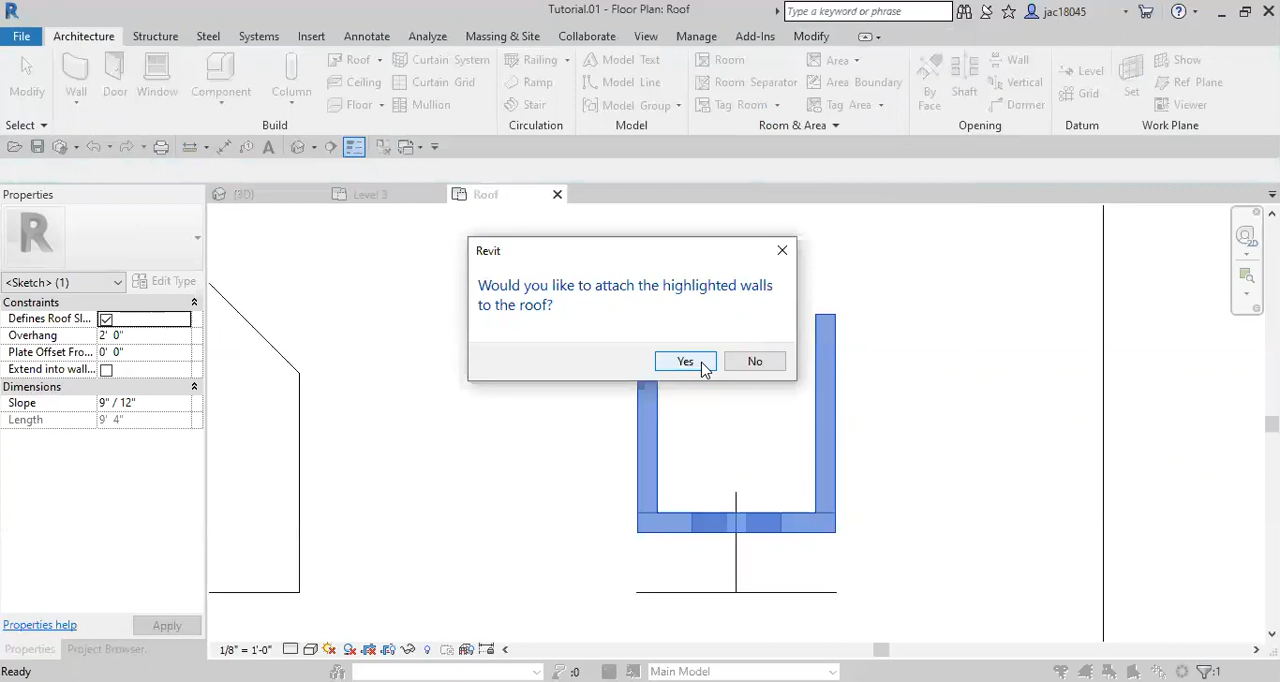 Tutorial.01 - Floor Plan: Roof
Type a keyword or phrase
jac18045
File Architecture Structure Steel Systems Insert Annotate Analyze Massing & Site Collaborate View Manage Add-Ins Modify
Modify Wall Door Window Component Column
Roof Curtain System
Ceiling Curtain Grid
Floor Mullion
Railing
Ramp
Stair
Model Text
Model Line
Model Group
Room Area
Room Separator Area Boundary
Tag Room Tag Area
By Face
Shaft
Wall
Vertical
Dormer
Level
Grid
Set
Show
Ref Plane
Viewer
Select Build Circulation Model Room & Area Opening Datum Work Plane
Properties
(3D) Level 3 Roof
R
<Sketch> (1) Edit Type
Constraints
Defines Roof Sl...
Overhang 2' 0"
Plate Offset Fro... 0' 0"
Extend into wall...
Dimensions
Slope 9" / 12"
Length 9' 4"
Revit
Would you like to attach the highlighted walls
to the roof?
Yes No
2D
Properties help Apply
Properties Project Browser...
1/8" = 1'-0"
Ready :0 Main Model :1